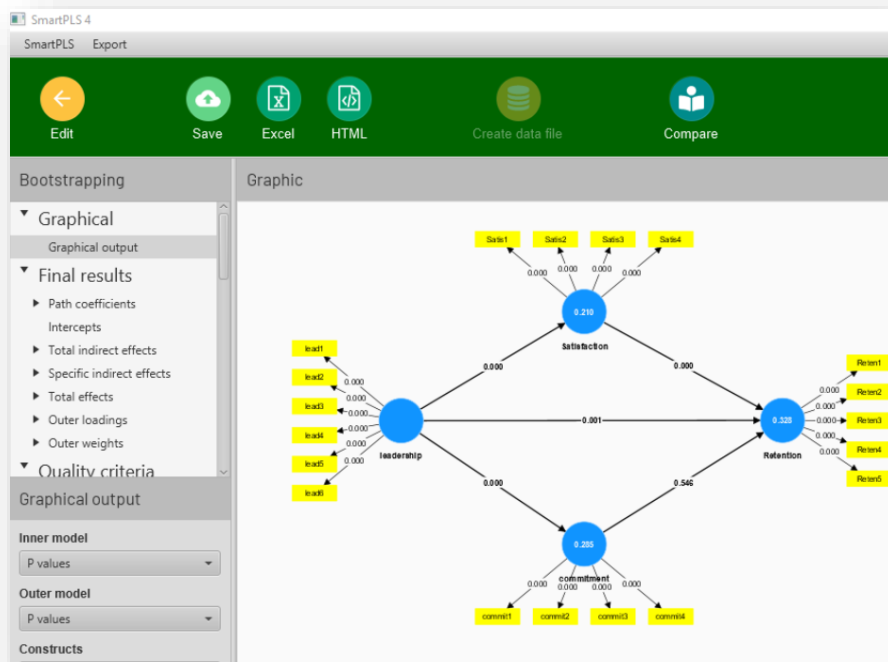 SmartPLS 4
SmartPLS Export
Edit Save Excel HTML Create data file Compare
Bootstrapping
Graphical
Graphical output
Final results
Path coefficients
Intercepts
Total indirect effects
Specific indirect effects
Total effects
Outer loadings
Outer weights
Quality criteria
Graphical output
Inner model
P values
Outer model
P values
Constructs
Graphic
Satis1 Satis2 Satis3 Satis4
0.000 0.000 0.000 0.000
0.210
Satisfaction
lead1
lead2
lead3
lead4
lead5
lead6
0.000
0.000
0.000
0.000
0.000
0.000
leadership
0.000
0.000
0.001
0.000
0.546
Reten1
Reten2
Reten3
Reten4
Reten5
0.000
0.000
0.000
0.000
0.000
0.328
Retention
0.285
commitment
0.000 0.000 0.000 0.000
commit1 commit2 commit3 commit4